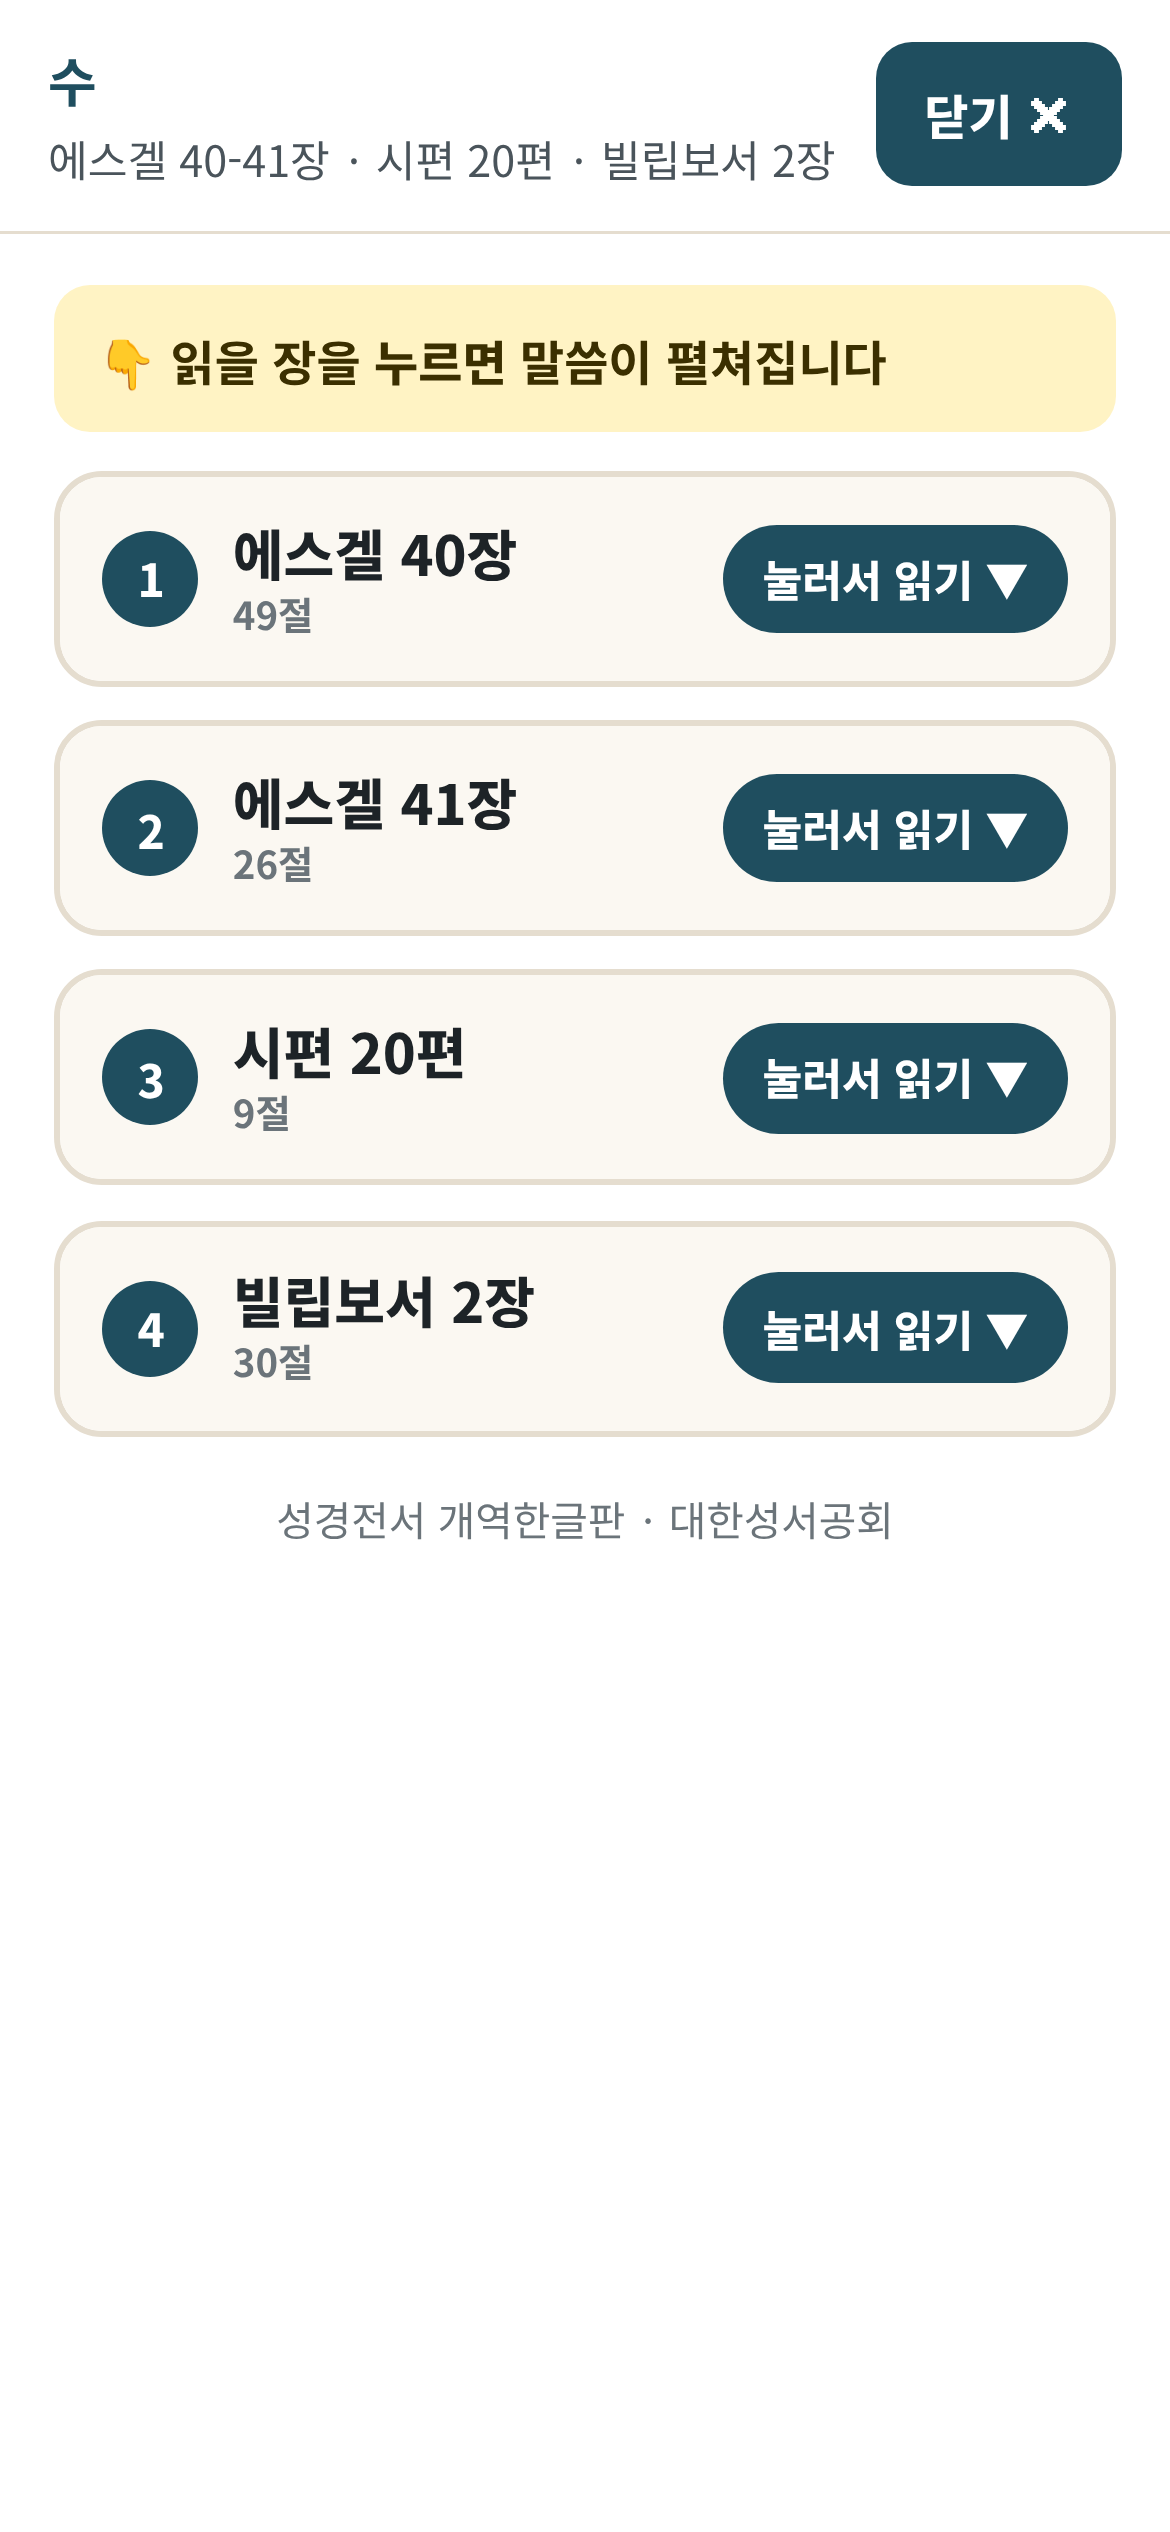 수
에스겔 40-41장 · 시편 20편 · 빌립보서 2장
닫기 ✕
👇 읽을 장을 누르면 말씀이 펼쳐집니다
1
에스겔 40장
49절
눌러서 읽기 ▼
2
에스겔 41장
26절
눌러서 읽기 ▼
3
시편 20편
9절
눌러서 읽기 ▼
4
빌립보서 2장
30절
눌러서 읽기 ▼
성경전서 개역한글판 · 대한성서공회